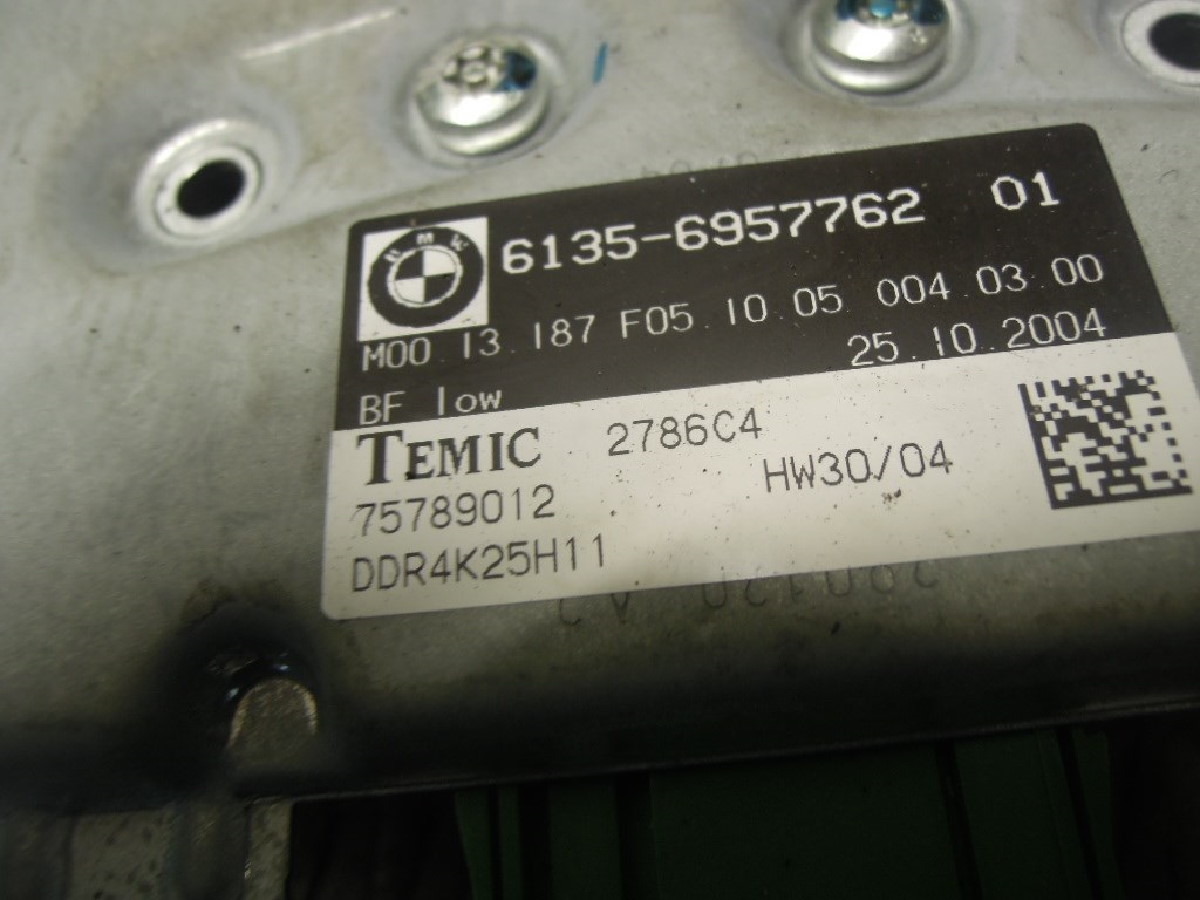 BMW
6135-6957762 01
M00.13.187 F05.10.05 004.03.00
BF low 25.10.2004
TEMIC 2786C4
75789012 HW30/04
DDR4K25H11